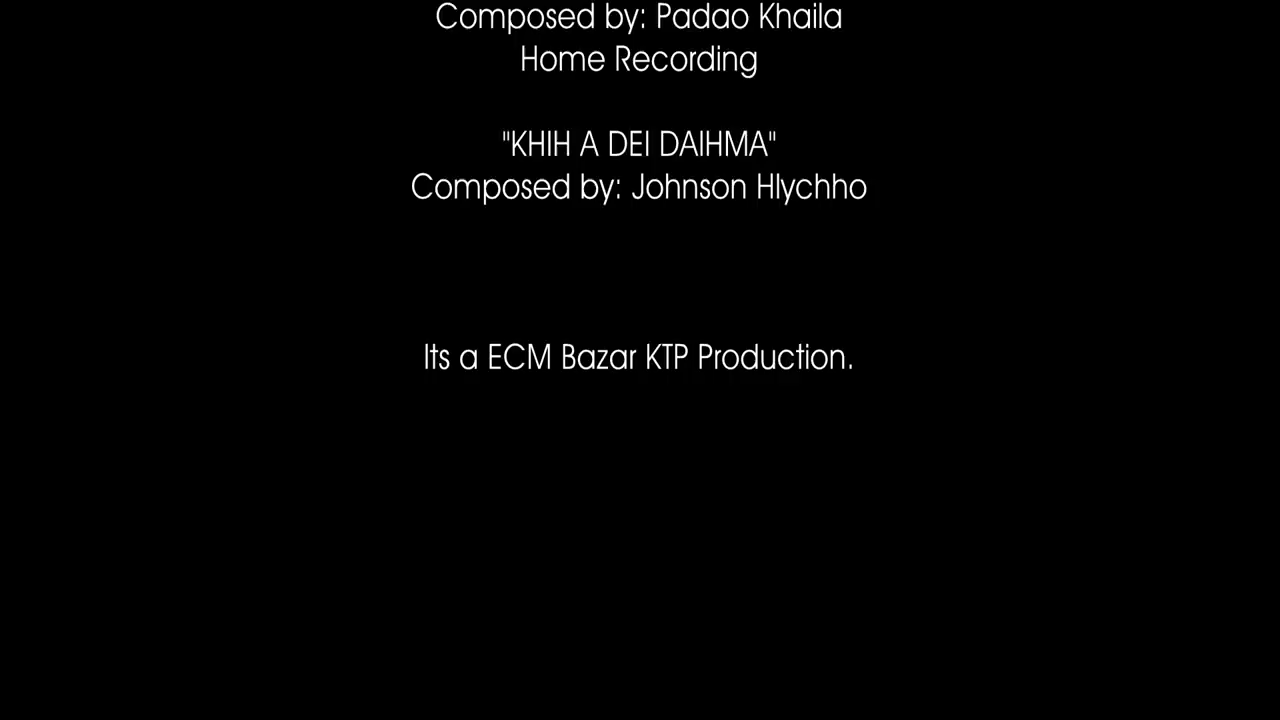 Composed by: Padao Khaila
Home Recording
"KHIH A DEI DAIHMA"
Composed by: Johnson Hlychho
Its a ECM Bazar KTP Production.